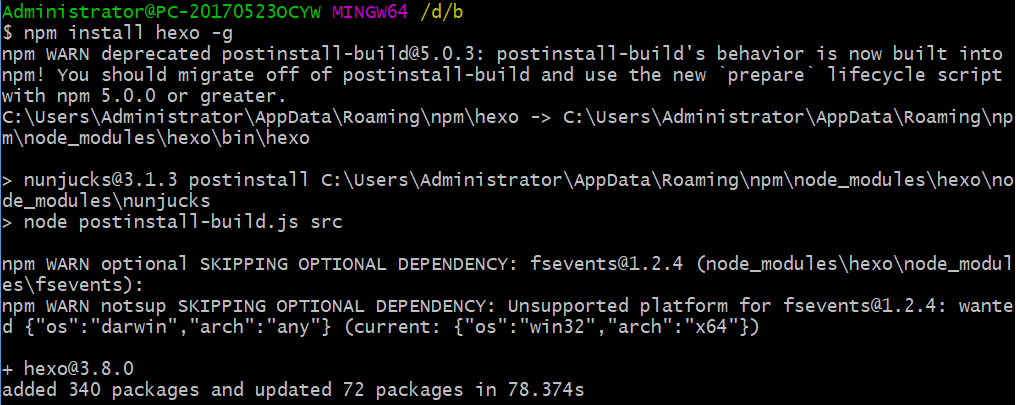 Administrator@PC-20170523OCYW MINGW64 /d/b
$ npm install hexo -g
npm WARN deprecated postinstall-build@5.0.3: postinstall-build's behavior is now built into
npm! You should migrate off of postinstall-build and use the new `prepare` lifecycle script
with npm 5.0.0 or greater.
C:\Users\Administrator\AppData\Roaming\npm\hexo -> C:\Users\Administrator\AppData\Roaming\np
m\node_modules\hexo\bin\hexo
> nunjucks@3.1.3 postinstall C:\Users\Administrator\AppData\Roaming\npm\node_modules\hexo\no
de_modules\nunjucks
> node postinstall-build.js src
npm WARN optional SKIPPING OPTIONAL DEPENDENCY: fsevents@1.2.4 (node_modules\hexo\node_modul
es\fsevents):
npm WARN notsup SKIPPING OPTIONAL DEPENDENCY: Unsupported platform for fsevents@1.2.4: wante
d {"os":"darwin","arch":"any"} (current: {"os":"win32","arch":"x64"})
+ hexo@3.8.0
added 340 packages and updated 72 packages in 78.374s